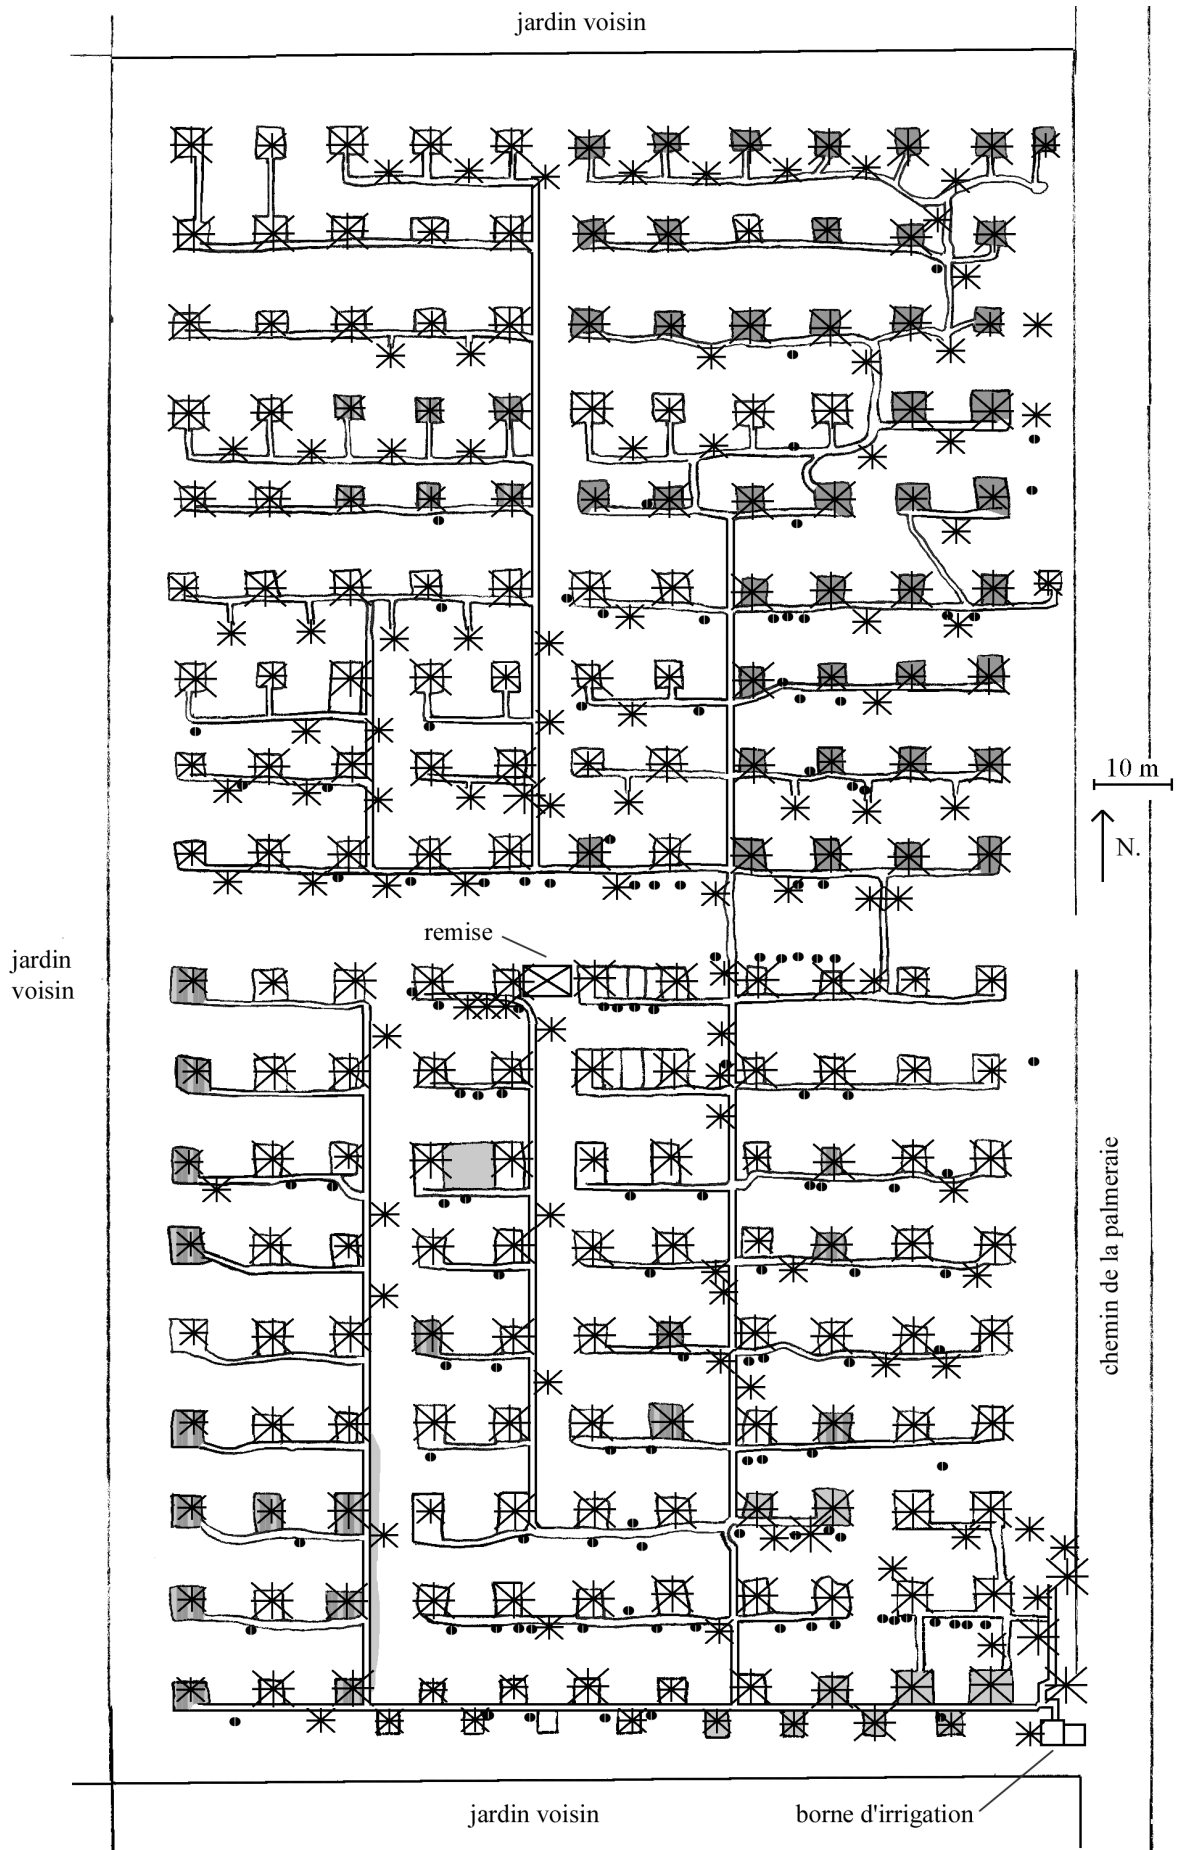 jardin voisin
10 m
N.
remise
jardin
voisin
chemin de la palmeraie
jardin voisin
borne d'irrigation